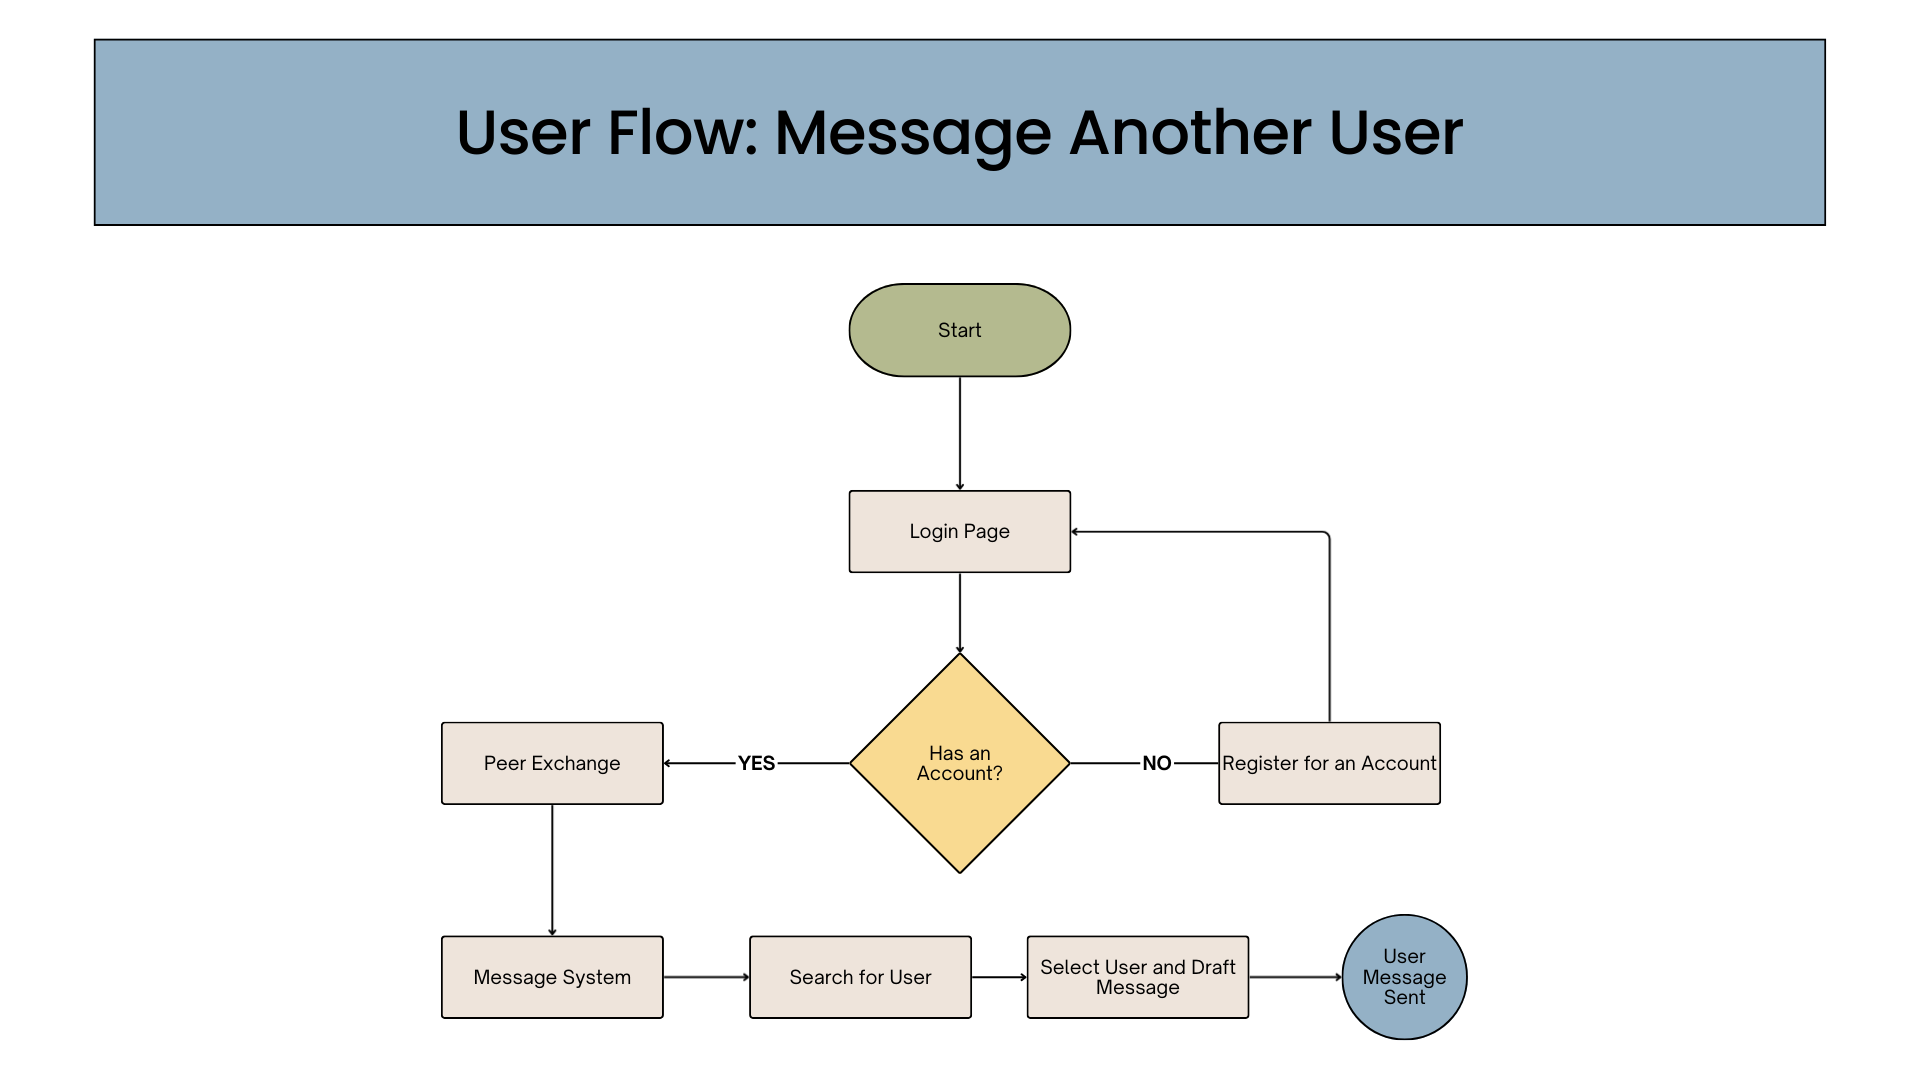 User Flow: Message Another User
Start
Login Page
Has an
Account?
Peer Exchange
YES
NO
Register for an Account
Message System
Search for User
Select User and Draft
Message
User
Message
Sent